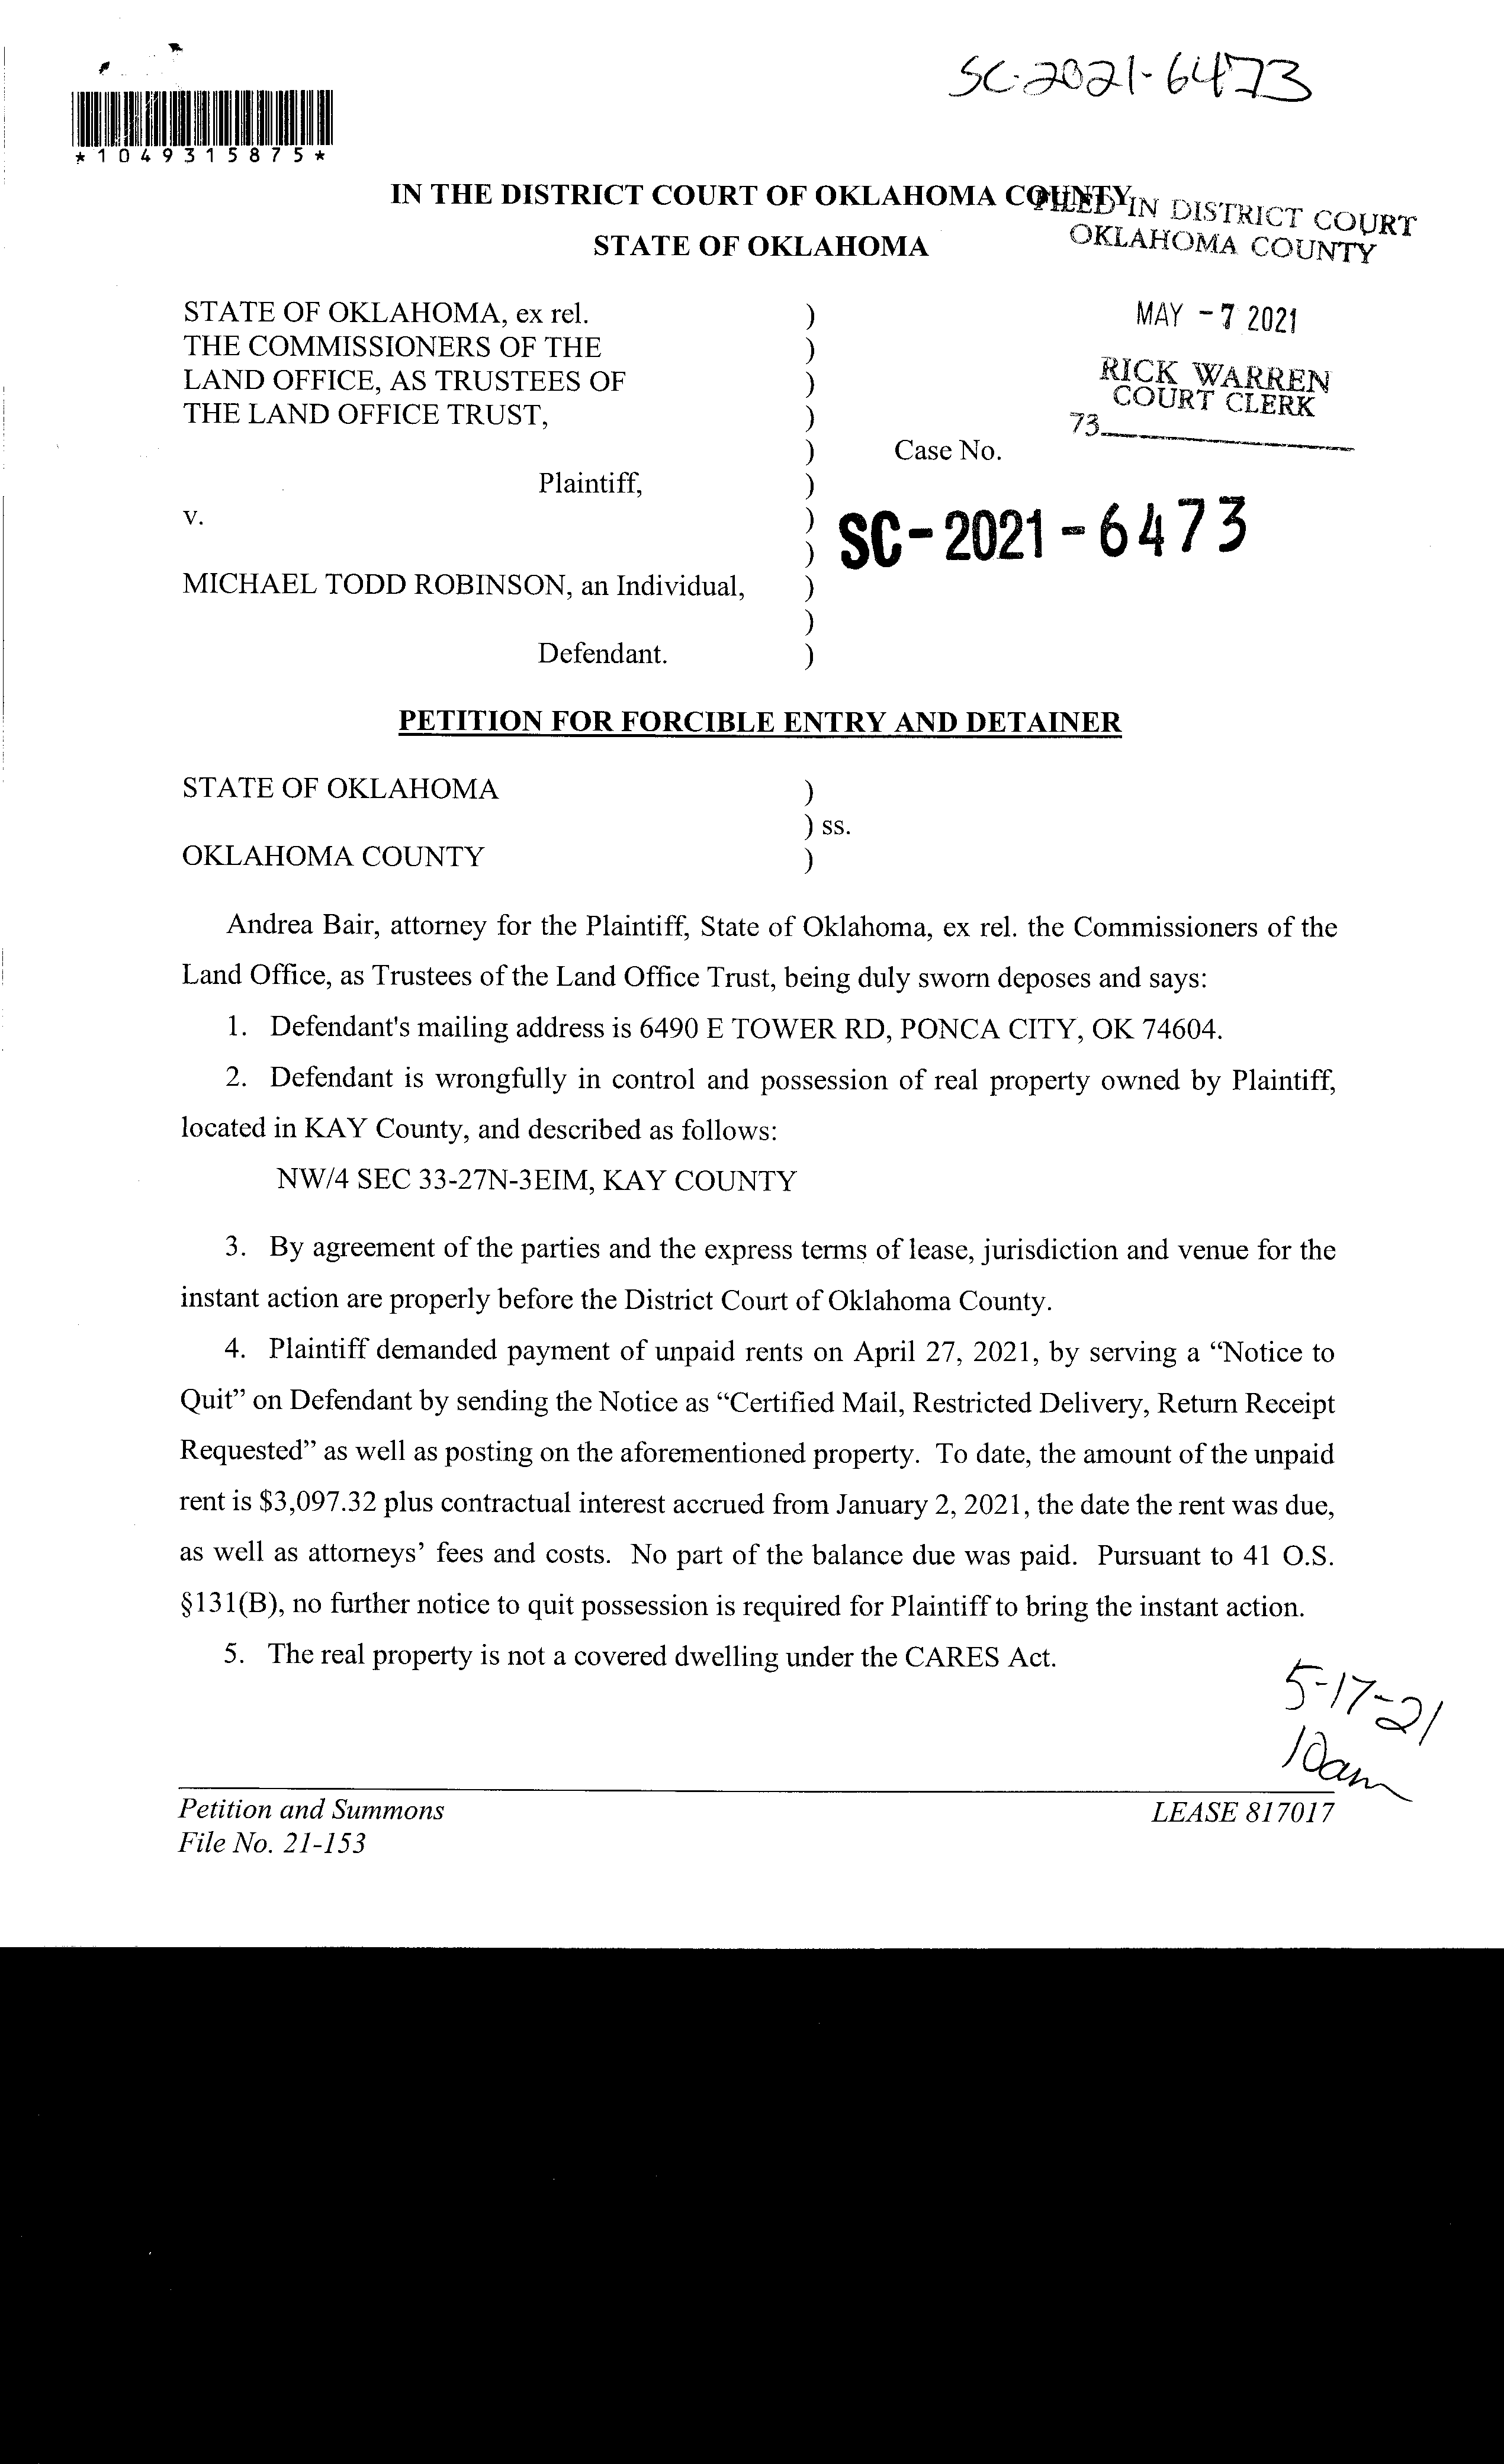 SC-2021-6473
*1049315875*
IN THE DISTRICT COURT OF OKLAHOMA COUNTY
FILED IN DISTRICT COURT
STATE OF OKLAHOMA
OKLAHOMA COUNTY
STATE OF OKLAHOMA, ex rel. )
MAY - 7 2021
THE COMMISSIONERS OF THE )
LAND OFFICE, AS TRUSTEES OF )
RICK WARREN
COURT CLERK
THE LAND OFFICE TRUST, )
73
) Case No.
Plaintiff, )
v. )
SC-2021-6473
)
MICHAEL TODD ROBINSON, an Individual, )
)
Defendant. )
PETITION FOR FORCIBLE ENTRY AND DETAINER
STATE OF OKLAHOMA )
) ss.
OKLAHOMA COUNTY )
Andrea Bair, attorney for the Plaintiff, State of Oklahoma, ex rel. the Commissioners of the
Land Office, as Trustees of the Land Office Trust, being duly sworn deposes and says:
1. Defendant's mailing address is 6490 E TOWER RD, PONCA CITY, OK 74604.
2. Defendant is wrongfully in control and possession of real property owned by Plaintiff,
located in KAY County, and described as follows:
NW/4 SEC 33-27N-3EIM, KAY COUNTY
3. By agreement of the parties and the express terms of lease, jurisdiction and venue for the
instant action are properly before the District Court of Oklahoma County.
4. Plaintiff demanded payment of unpaid rents on April 27, 2021, by serving a “Notice to
Quit” on Defendant by sending the Notice as “Certified Mail, Restricted Delivery, Return Receipt
Requested” as well as posting on the aforementioned property. To date, the amount of the unpaid
rent is $3,097.32 plus contractual interest accrued from January 2, 2021, the date the rent was due,
as well as attorneys’ fees and costs. No part of the balance due was paid. Pursuant to 41 O.S.
§131(B), no further notice to quit possession is required for Plaintiff to bring the instant action.
5. The real property is not a covered dwelling under the CARES Act.
5-17-21
10am
Petition and Summons
LEASE 817017
File No. 21-153